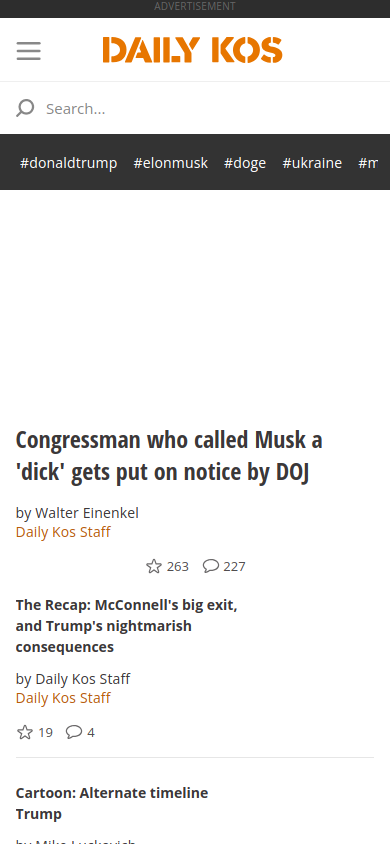 ADVERTISEMENT
DAILY KOS
Search...
#donaldtrump #elonmusk #doge #ukraine #m
Congressman who called Musk a
'dick' gets put on notice by DOJ
by Walter Einenkel
Daily Kos Staff
263 227
The Recap: McConnell's big exit,
and Trump's nightmarish
consequences
by Daily Kos Staff
Daily Kos Staff
19 4
Cartoon: Alternate timeline
Trump
by Mike Luckovich